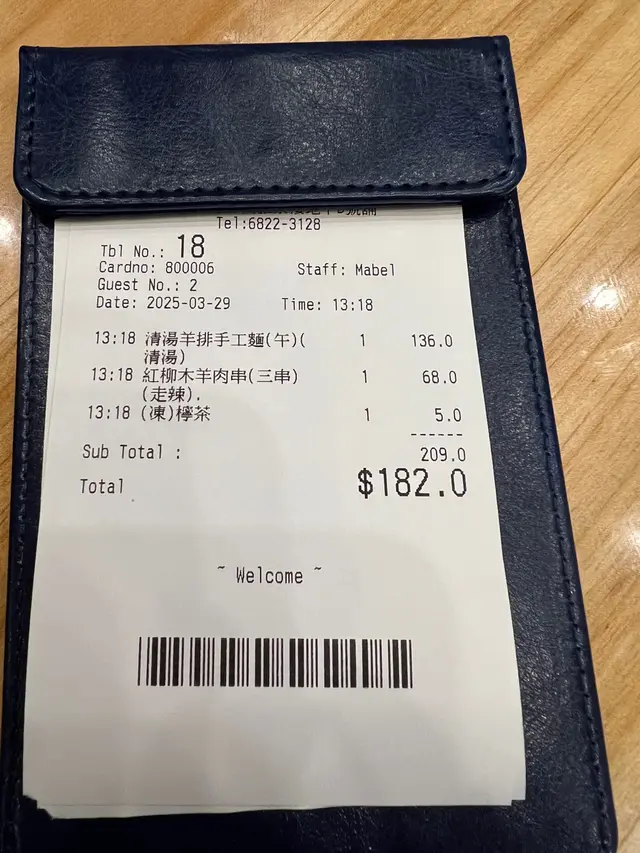 Tel:6822-3128
Tbl No.: 18
Cardno: 800006 Staff: Mabel
Guest No.: 2
Date: 2025-03-29 Time: 13:18
13:18 清湯羊排手工麵(午)( 1 136.0
清湯)
13:18 紅柳木羊肉串(三串) 1 68.0
(走辣).
13:18 (凍)檸茶 1 5.0
------
Sub Total : 209.0
Total $182.0
~ Welcome ~